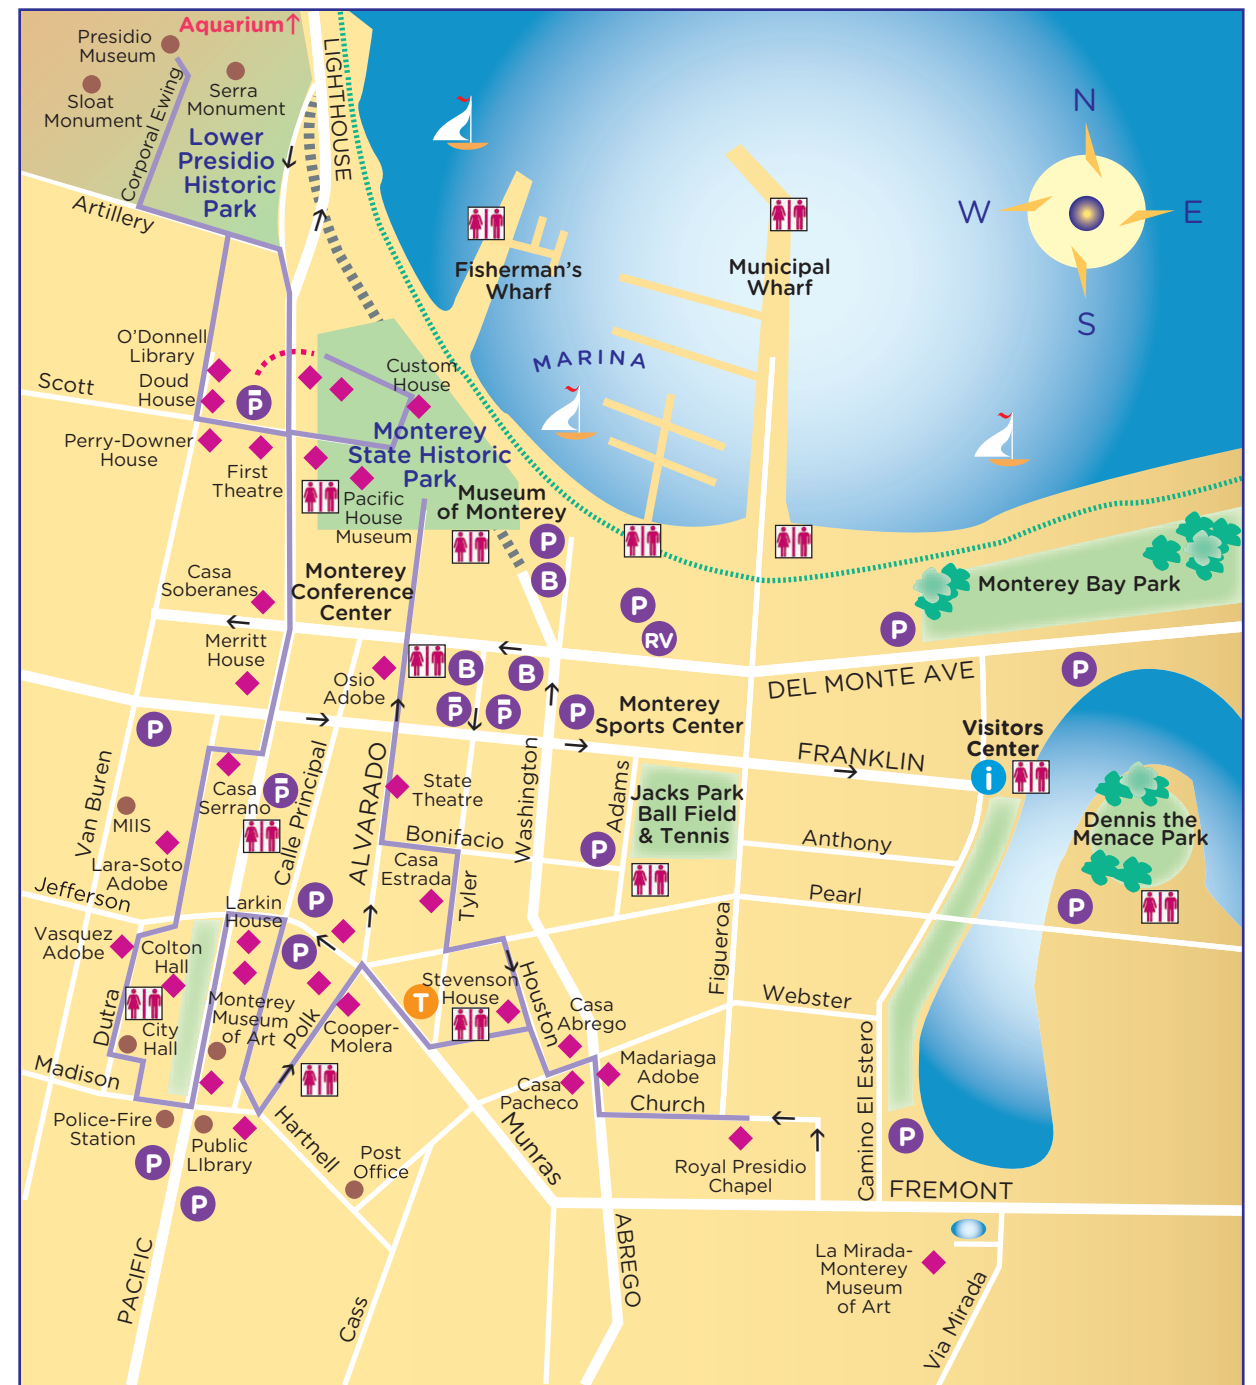 Aquarium↑
Presidio
Museum
Sloat
Monument
Serra
Monument
Corporal Ewing
Lower
Presidio
Historic
Park
Artillery
LIGHTHOUSE
Fisherman's
Wharf
Municipal
Wharf
MARINA
N
W
E
S
O'Donnell
Library
Doud
House
Scott
P
Custom
House
Perry-Downer
House
First
Theatre
Monterey
State Historic
Park
Pacific
House
Museum
Museum
of Monterey
P
B
Casa
Soberanes
Monterey
Conference
Center
Merritt
House
P
RV
Monterey Bay Park
P
Osio
Adobe
B
B
P
P
P
Monterey
Sports Center
DEL MONTE AVE
P
P
Visitors
Center
i
FRANKLIN
Van Buren
Casa
Serrano
P
Calle Principal
ALVARADO
State
Theatre
Washington
Adams
Jacks Park
Ball Field
& Tennis
Dennis the
Menace Park
MIIS
Lara-Soto
Adobe
Bonifacio
P
Anthony
Casa
Estrada
Tyler
Pearl
P
Jefferson
Larkin
House
P
P
Vasquez
Adobe
Colton
Hall
Figueroa
Dutra
City
Hall
Monterey
Museum
of Art
Polk
Cooper-
Molera
T
Stevenson
House
Houston
Casa
Abrego
Webster
Madison
Casa
Pacheco
Madariaga
Adobe
Church
Camino El Estero
P
Police-Fire
Station
Public
LIbrary
P
P
Hartnell
Post
Office
Munras
Royal Presidio
Chapel
FREMONT
PACIFIC
Cass
ABREGO
La Mirada-
Monterey
Museum
of Art
Via Mirada